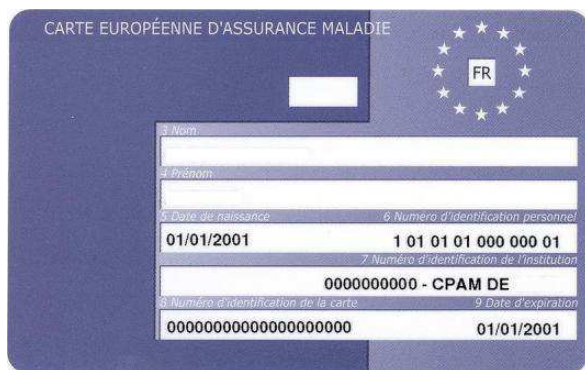 CARTE EUROPÉENNE D'ASSURANCE MALADIE
FR
3 Nom
4 Prénom
5 Date de naissance 6 Numéro d'identification personnel
01/01/2001 1 01 01 01 000 000 01
7 Numéro d'identification de l'institution
0000000000 - CPAM DE
8 Numéro d'identification de la carte 9 Date d'expiration
00000000000000000000 01/01/2001